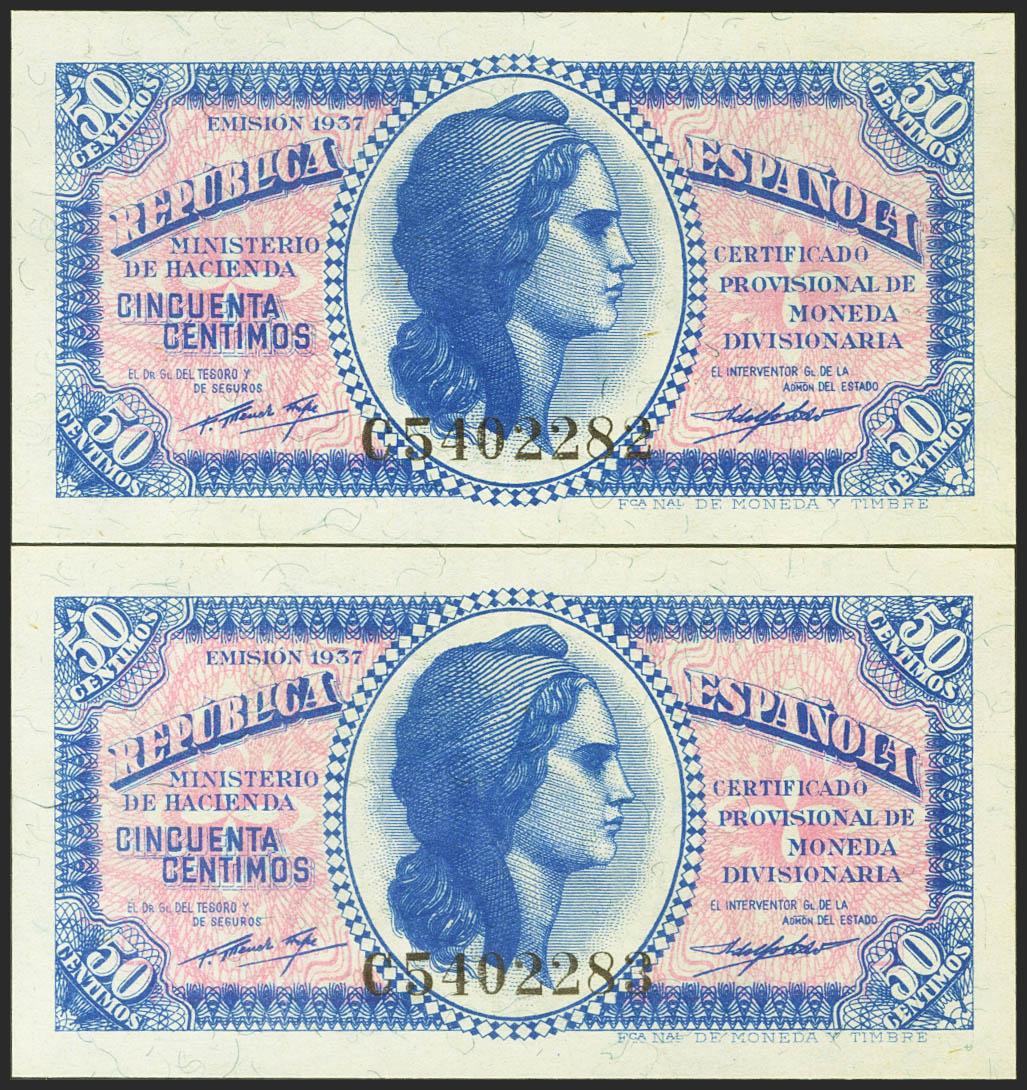 50 CENTIMOS
50 CENTIMOS
EMISIÓN 1937
REPUBLICA
ESPAÑOLA
MINISTERIO
DE HACIENDA
CINCUENTA
CÉNTIMOS
EL DR. GL. DEL TESORO Y
DE SEGUROS
CERTIFICADO
PROVISIONAL DE
MONEDA
DIVISIONARIA
EL INTERVENTOR GL. DE LA
ADMÓN DEL ESTADO
50 CENTIMOS
C5402282
50 CENTIMOS
FCA NAL DE MONEDA Y TIMBRE
50 CENTIMOS
50 CENTIMOS
EMISIÓN 1937
REPUBLICA
ESPAÑOLA
MINISTERIO
DE HACIENDA
CINCUENTA
CÉNTIMOS
EL DR. GL. DEL TESORO Y
DE SEGUROS
CERTIFICADO
PROVISIONAL DE
MONEDA
DIVISIONARIA
EL INTERVENTOR GL. DE LA
ADMÓN DEL ESTADO
50 CENTIMOS
C5402283
50 CENTIMOS
FCA NAL DE MONEDA Y TIMBRE